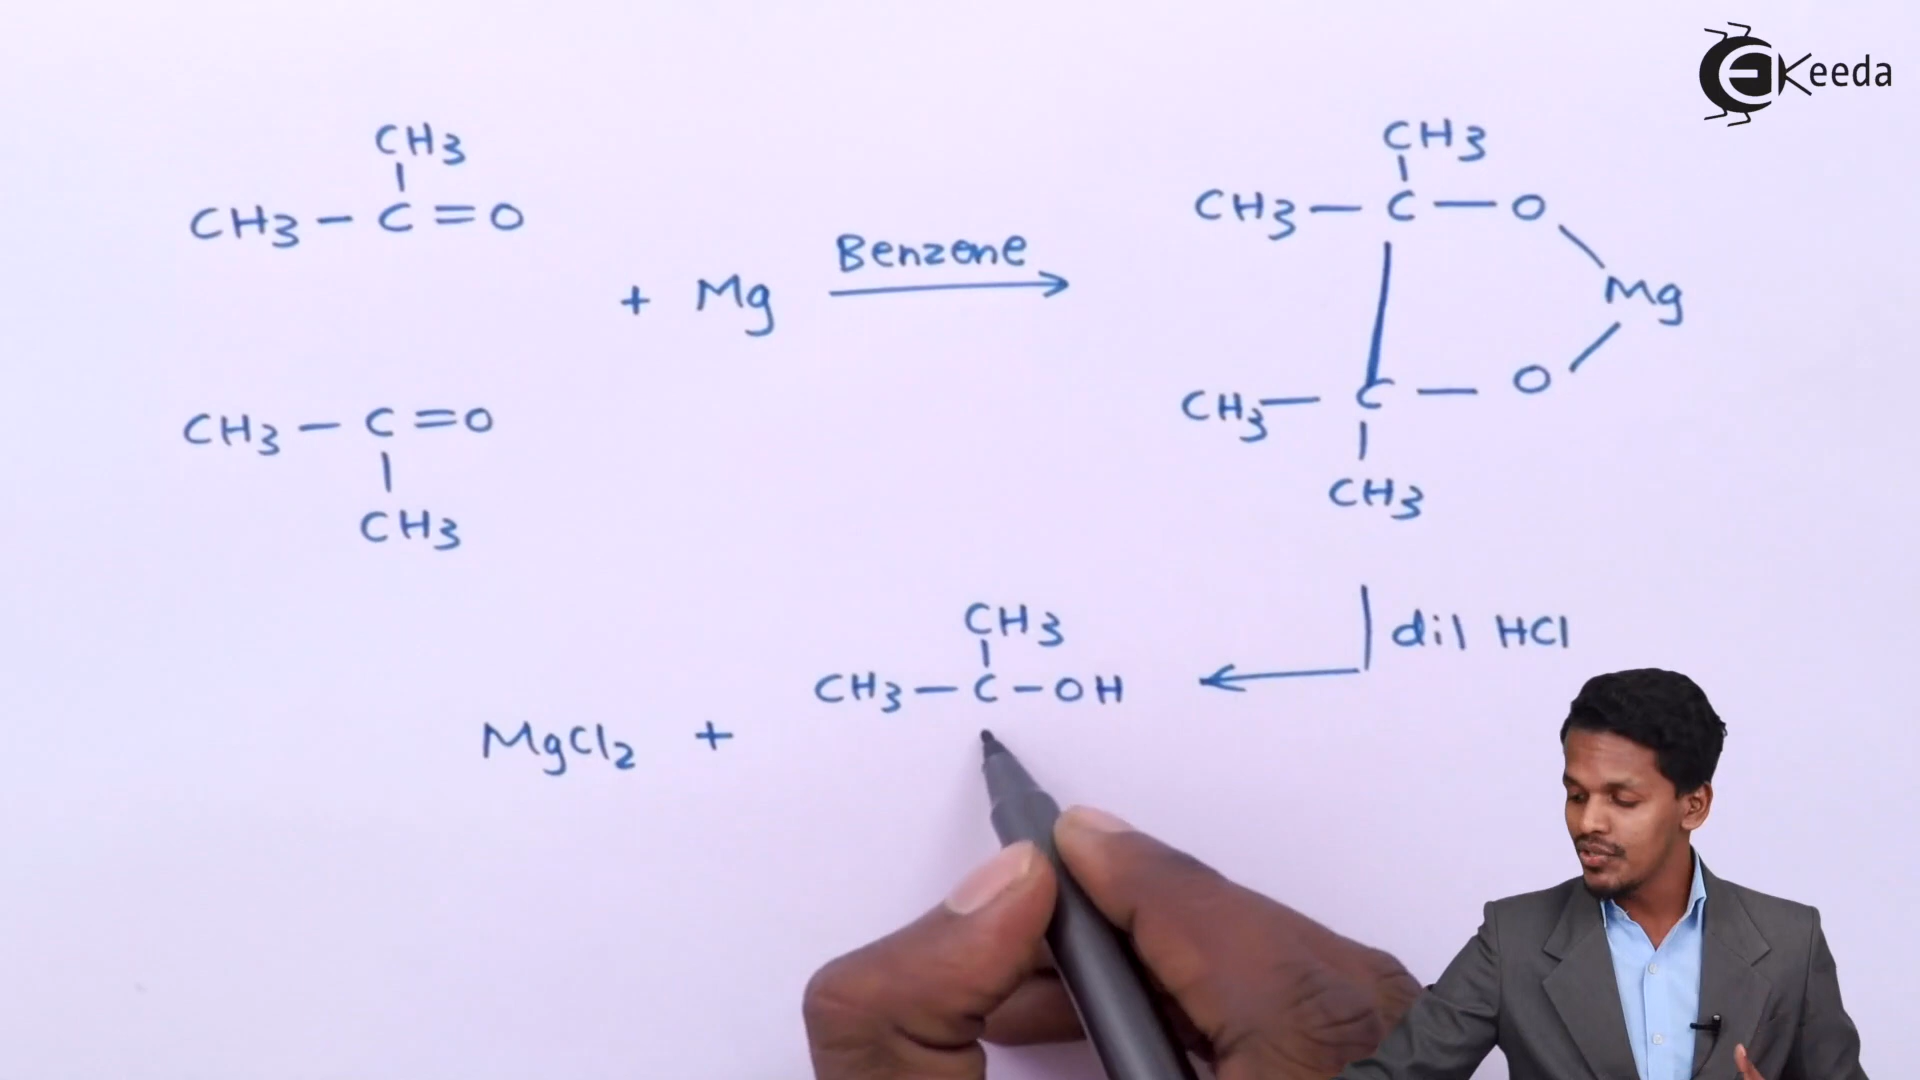 Keeda
CH3
CH3 - C = O
+ Mg
Benzene
CH3 - C = O
CH3
CH3
CH3 - C - O
Mg
CH3 - C - O
CH3
dil HCl
CH3
CH3 - C - OH
MgCl2 +